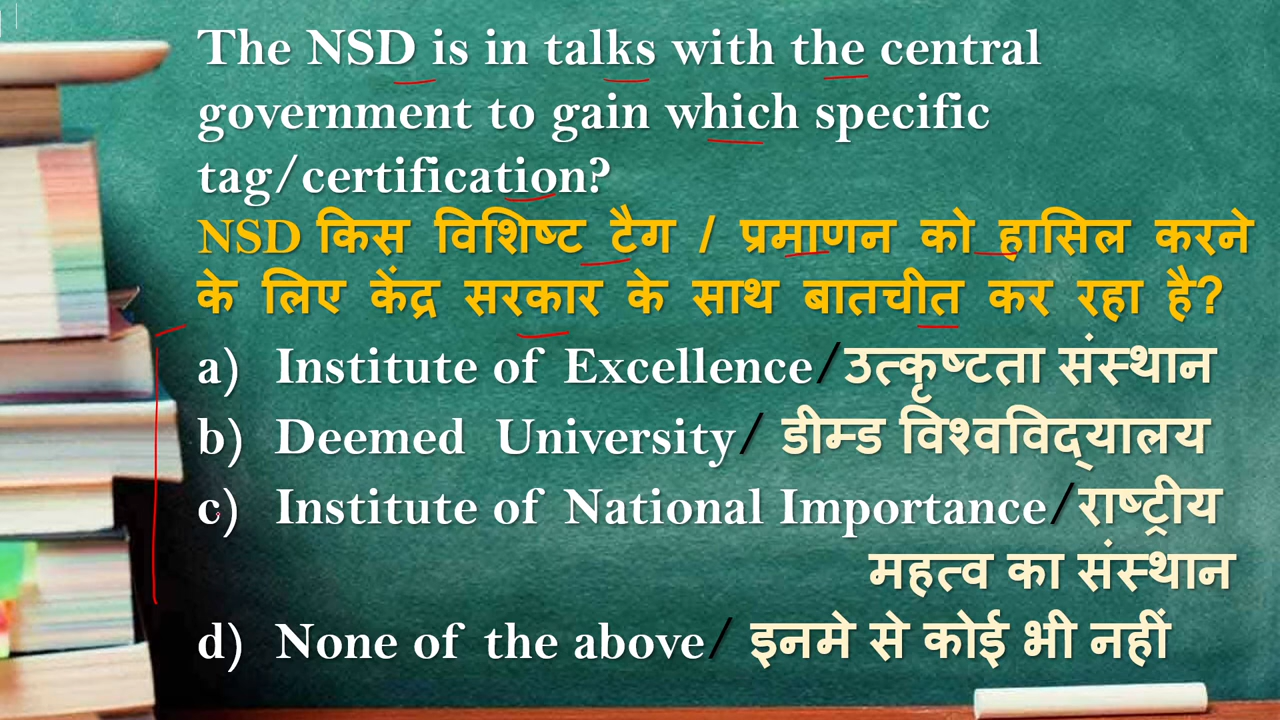 The NSD is in talks with the central
government to gain which specific
tag/certification?
NSD किस विशिष्ट टैग / प्रमाणन को हासिल करने
के लिए केंद्र सरकार के साथ बातचीत कर रहा है?
a) Institute of Excellence/उत्कृष्टता संस्थान
b) Deemed University/ डीम्ड विश्वविद्यालय
c) Institute of National Importance/राष्ट्रीय
महत्व का संस्थान
d) None of the above/ इनमे से कोई भी नहीं